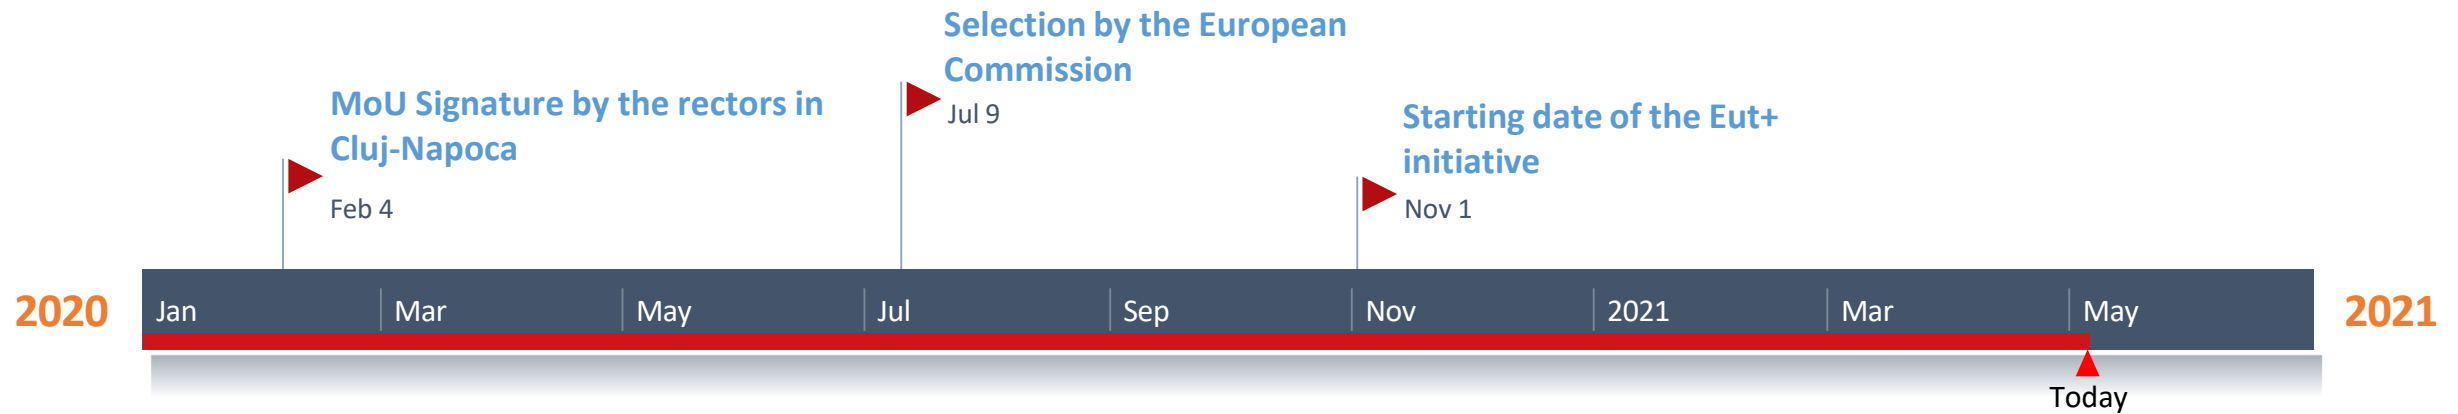 Selection by the European
Commission
Jul 9
MoU Signature by the rectors in
Cluj-Napoca
Feb 4
Starting date of the Eut+
initiative
Nov 1
2020 Jan Mar May Jul Sep Nov 2021 Mar May 2021
Today